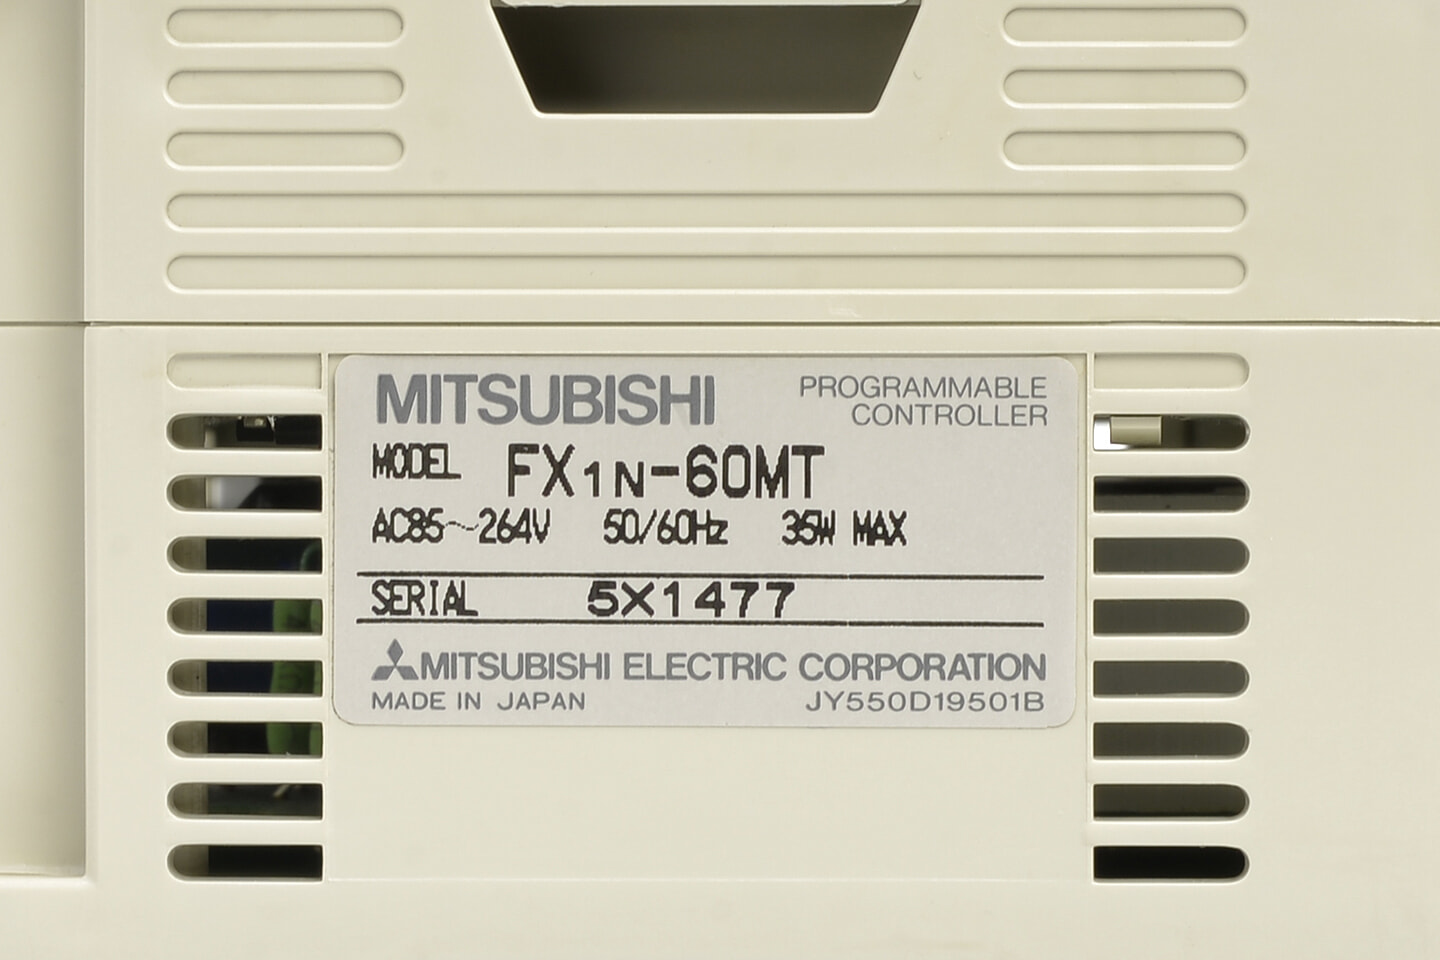 MITSUBISHI
PROGRAMMABLE
CONTROLLER
MODEL FX1N-60MT
AC85～264V 50/60Hz 35W MAX
SERIAL 5X1477
MITSUBISHI ELECTRIC CORPORATION
MADE IN JAPAN JY550D19501B